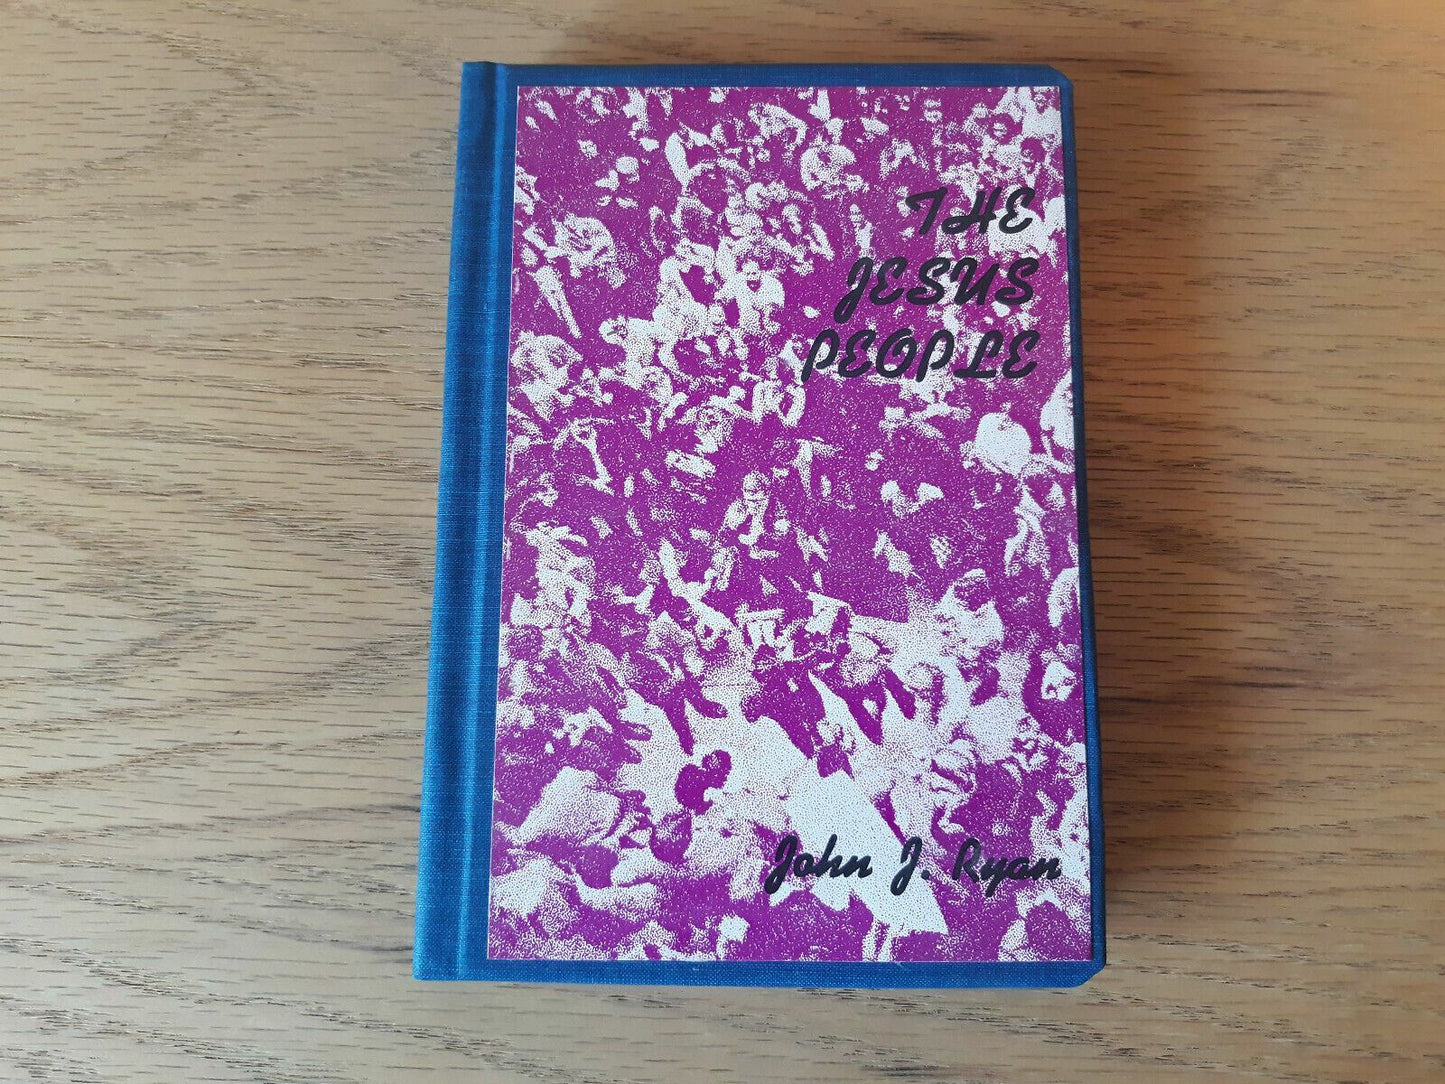 THE
JESUS
PEOPLE
John J. Ryan